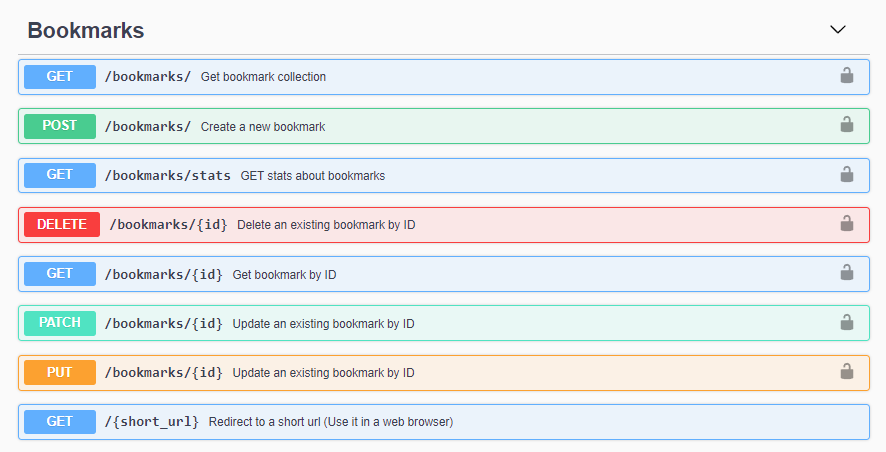 Bookmarks
GET /bookmarks/ Get bookmark collection
POST /bookmarks/ Create a new bookmark
GET /bookmarks/stats GET stats about bookmarks
DELETE /bookmarks/{id} Delete an existing bookmark by ID
GET /bookmarks/{id} Get bookmark by ID
PATCH /bookmarks/{id} Update an existing bookmark by ID
PUT /bookmarks/{id} Update an existing bookmark by ID
GET /{short_url} Redirect to a short url (Use it in a web browser)